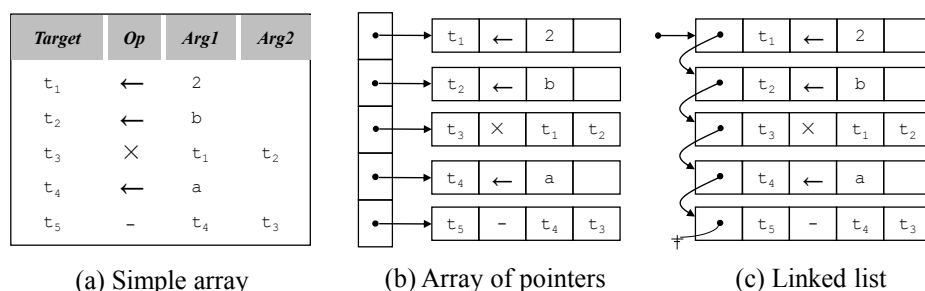 Target Op Arg1 Arg2
t₁ ← 2
t₂ ← b
t₃ × t₁ t₂
t₄ ← a
t₅ - t₄ t₃
(a) Simple array
t₁ ← 2
t₂ ← b
t₃ × t₁ t₂
t₄ ← a
t₅ - t₄ t₃
(b) Array of pointers
t₁ ← 2
t₂ ← b
t₃ × t₁ t₂
t₄ ← a
t₅ - t₄ t₃
(c) Linked list